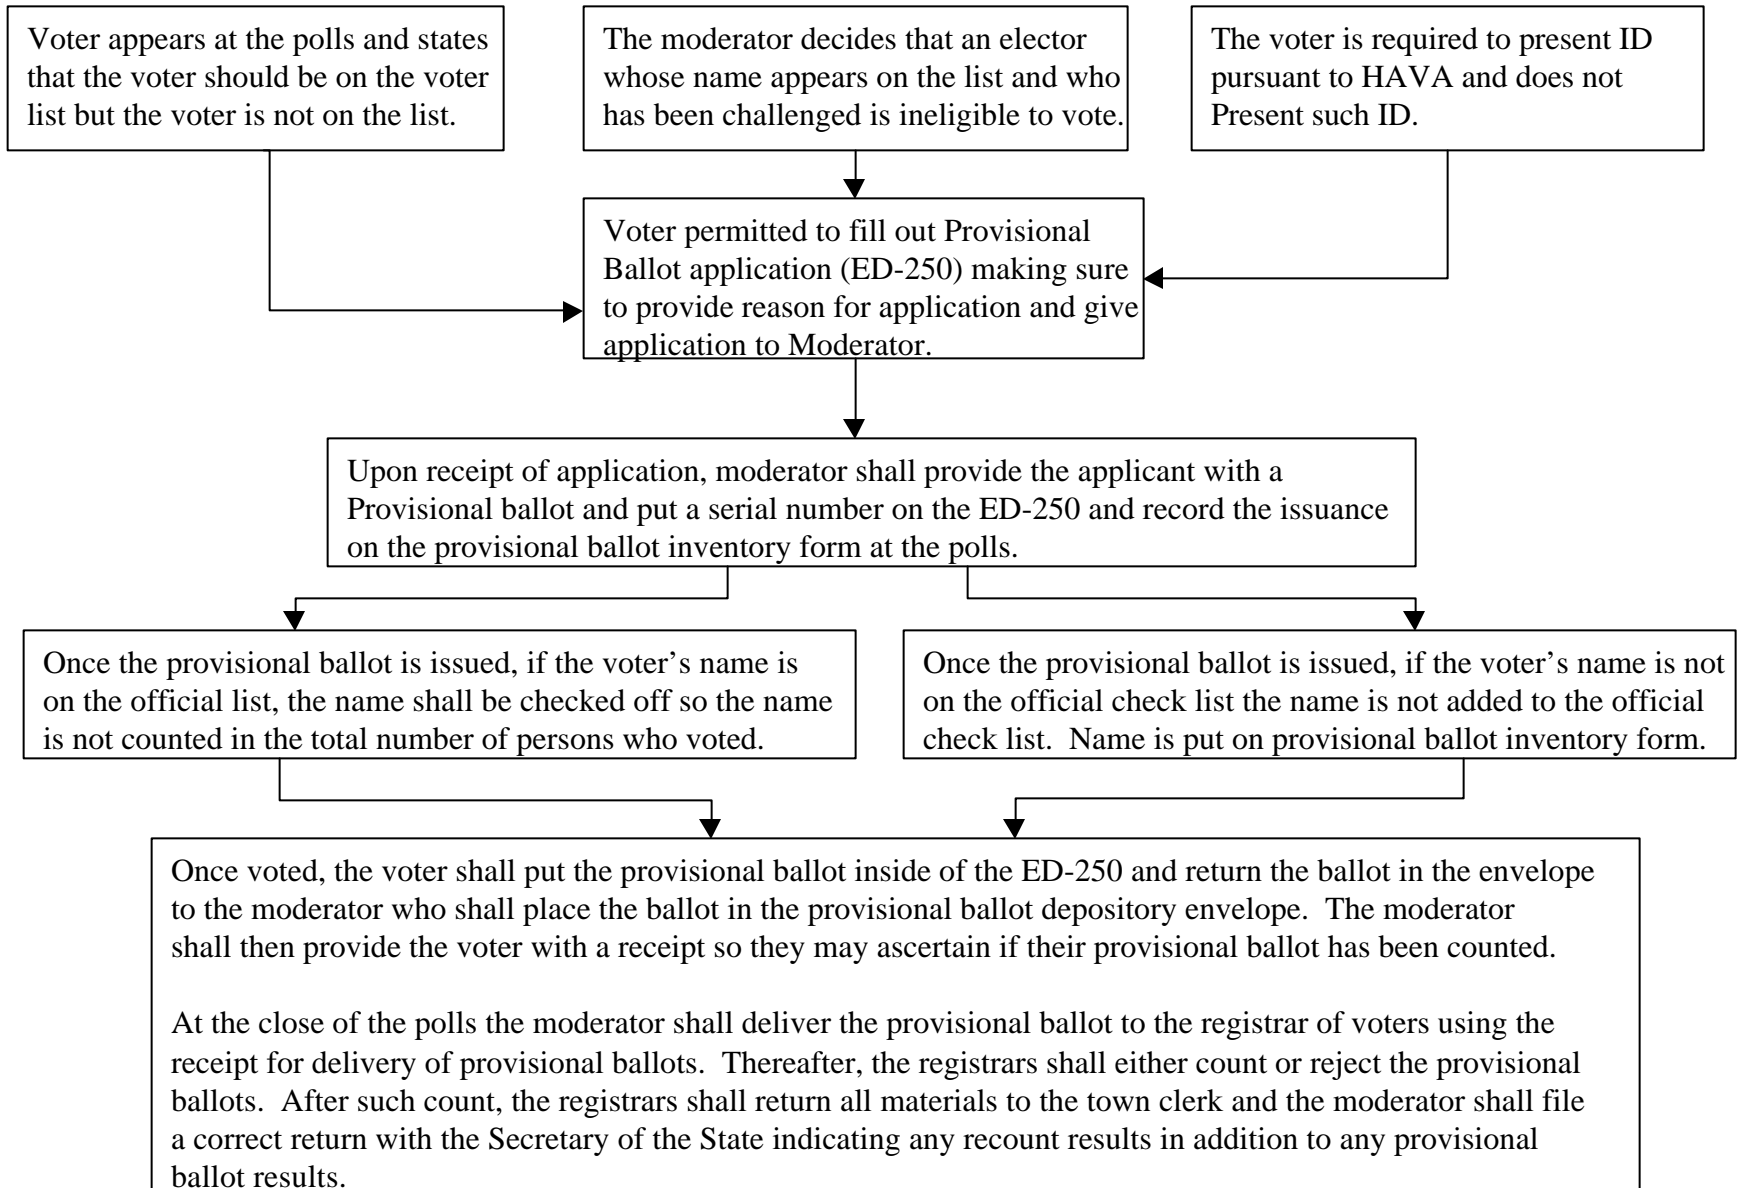 Voter appears at the polls and states
that the voter should be on the voter
list but the voter is not on the list.
The moderator decides that an elector
whose name appears on the list and who
has been challenged is ineligible to vote.
The voter is required to present ID
pursuant to HAVA and does not
Present such ID.
Voter permitted to fill out Provisional
Ballot application (ED-250) making sure
to provide reason for application and give
application to Moderator.
Upon receipt of application, moderator shall provide the applicant with a
Provisional ballot and put a serial number on the ED-250 and record the issuance
on the provisional ballot inventory form at the polls.
Once the provisional ballot is issued, if the voter’s name is
on the official list, the name shall be checked off so the name
is not counted in the total number of persons who voted.
Once the provisional ballot is issued, if the voter’s name is not
on the official check list the name is not added to the official
check list.  Name is put on provisional ballot inventory form.
Once voted, the voter shall put the provisional ballot inside of the ED-250 and return the ballot in the envelope
to the moderator who shall place the ballot in the provisional ballot depository envelope.  The moderator
shall then provide the voter with a receipt so they may ascertain if their provisional ballot has been counted.
At the close of the polls the moderator shall deliver the provisional ballot to the registrar of voters using the
receipt for delivery of provisional ballots.  Thereafter, the registrars shall either count or reject the provisional
ballots.  After such count, the registrars shall return all materials to the town clerk and the moderator shall file
a correct return with the Secretary of the State indicating any recount results in addition to any provisional
ballot results.